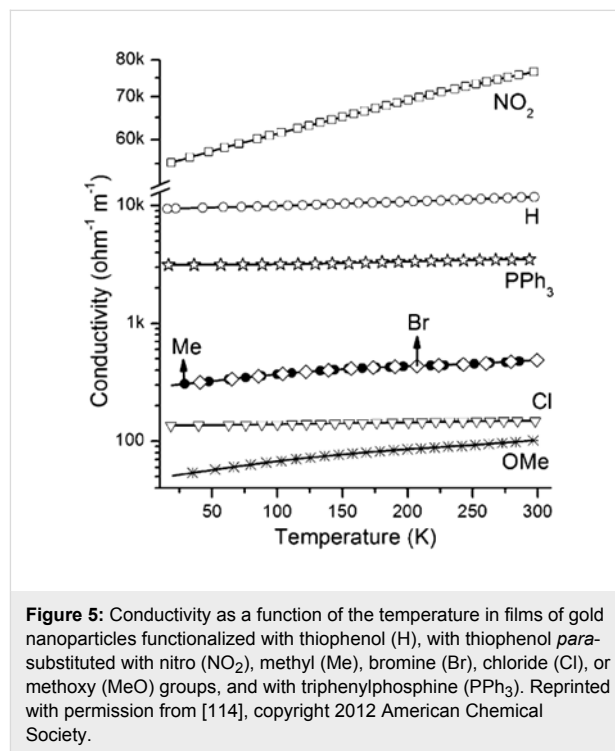 80k
70k
60k
10k
1k
100
NO₂
H
PPh₃
Me
Br
Cl
OMe
Conductivity (ohm⁻¹ m⁻¹)
50 100 150 200 250 300
Temperature (K)
Figure 5: Conductivity as a function of the temperature in films of gold
nanoparticles functionalized with thiophenol (H), with thiophenol para-
substituted with nitro (NO₂), methyl (Me), bromine (Br), chloride (Cl), or
methoxy (MeO) groups, and with triphenylphosphine (PPh₃). Reprinted
with permission from [114], copyright 2012 American Chemical
Society.